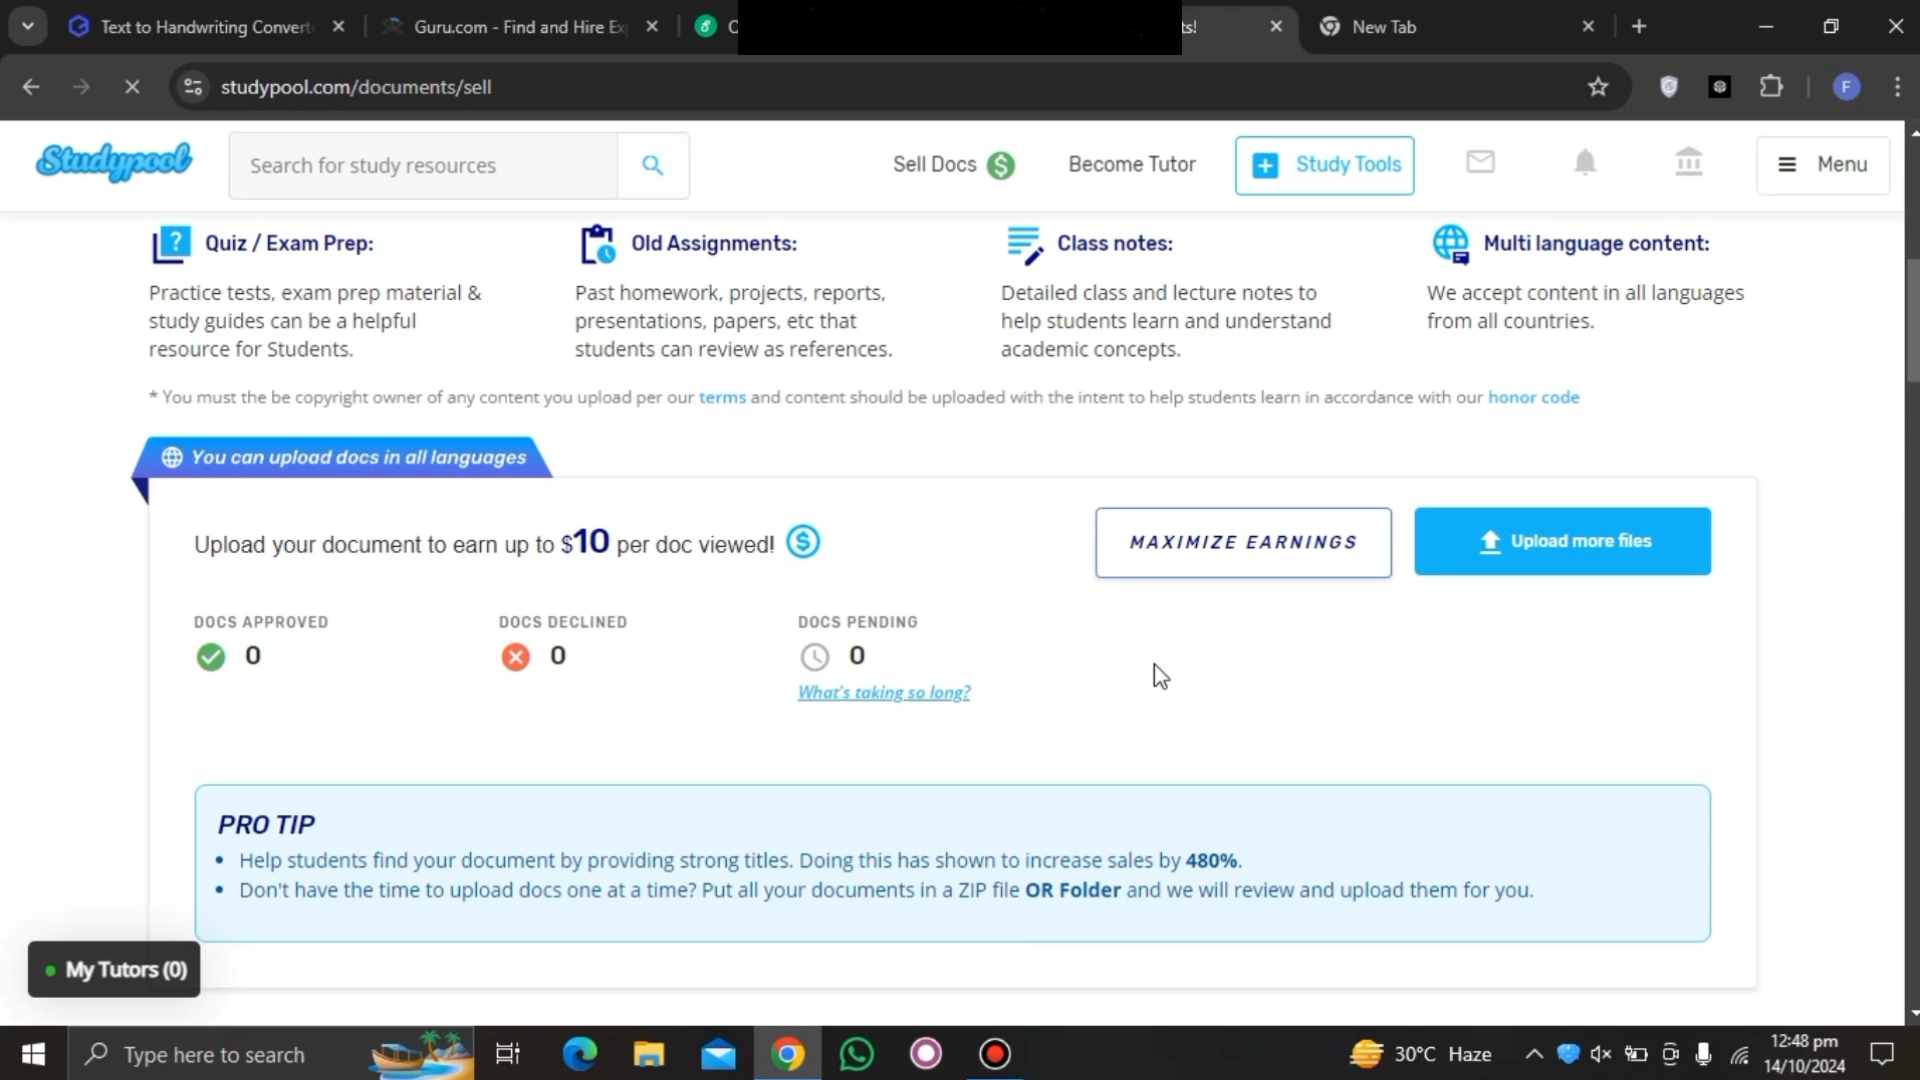 Text to Handwriting Convert
Guru.com - Find and Hire Ex
ts!
New Tab
studypool.com/documents/sell
Studypool
Search for study resources
Sell Docs
Become Tutor
Study Tools
Menu
Quiz / Exam Prep:
Practice tests, exam prep material &
study guides can be a helpful
resource for Students.
Old Assignments:
Past homework, projects, reports,
presentations, papers, etc that
students can review as references.
Class notes:
Detailed class and lecture notes to
help students learn and understand
academic concepts.
Multi language content:
We accept content in all languages
from all countries.
* You must the be copyright owner of any content you upload per our terms and content should be uploaded with the intent to help students learn in accordance with our honor code
You can upload docs in all languages
Upload your document to earn up to $10 per doc viewed!
MAXIMIZE EARNINGS
Upload more files
DOCS APPROVED
0
DOCS DECLINED
0
DOCS PENDING
0
What's taking so long?
PRO TIP
• Help students find your document by providing strong titles. Doing this has shown to increase sales by 480%.
• Don't have the time to upload docs one at a time? Put all your documents in a ZIP file OR Folder and we will review and upload them for you.
My Tutors (0)
Type here to search
30°C Haze
12:48 pm
14/10/2024